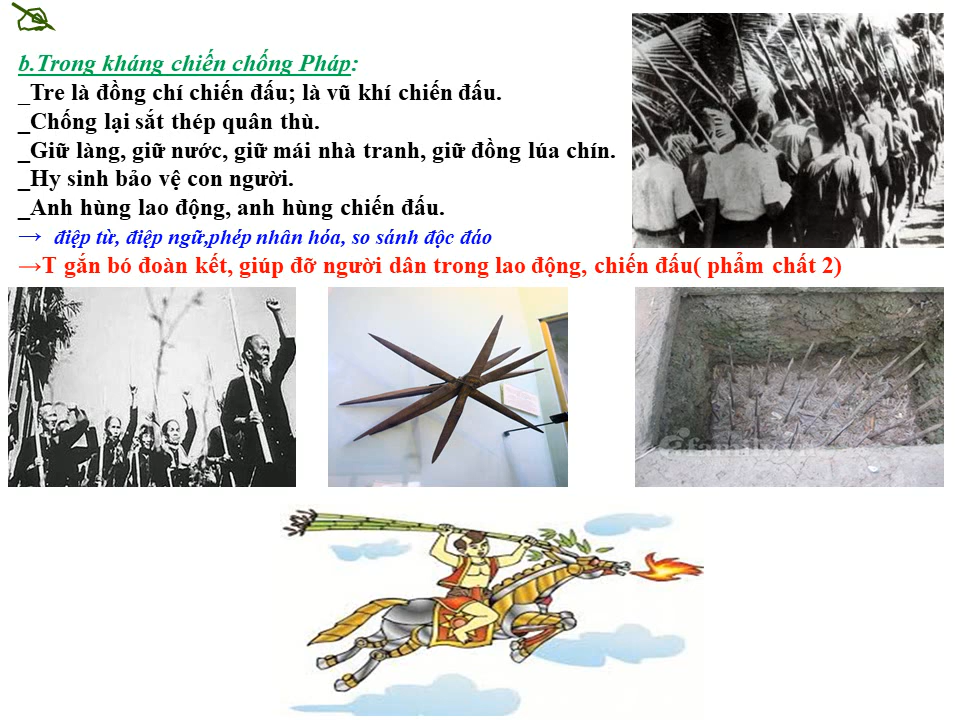 b.Trong kháng chiến chống Pháp:
_Tre là đồng chí chiến đấu; là vũ khí chiến đấu.
_Chống lại sắt thép quân thù.
_Giữ làng, giữ nước, giữ mái nhà tranh, giữ đồng lúa chín.
_Hy sinh bảo vệ con người.
_Anh hùng lao động, anh hùng chiến đấu.
→ điệp từ, điệp ngữ,phép nhân hóa, so sánh độc đáo
→T gắn bó đoàn kết, giúp đỡ người dân trong lao động, chiến đấu( phẩm chất 2)